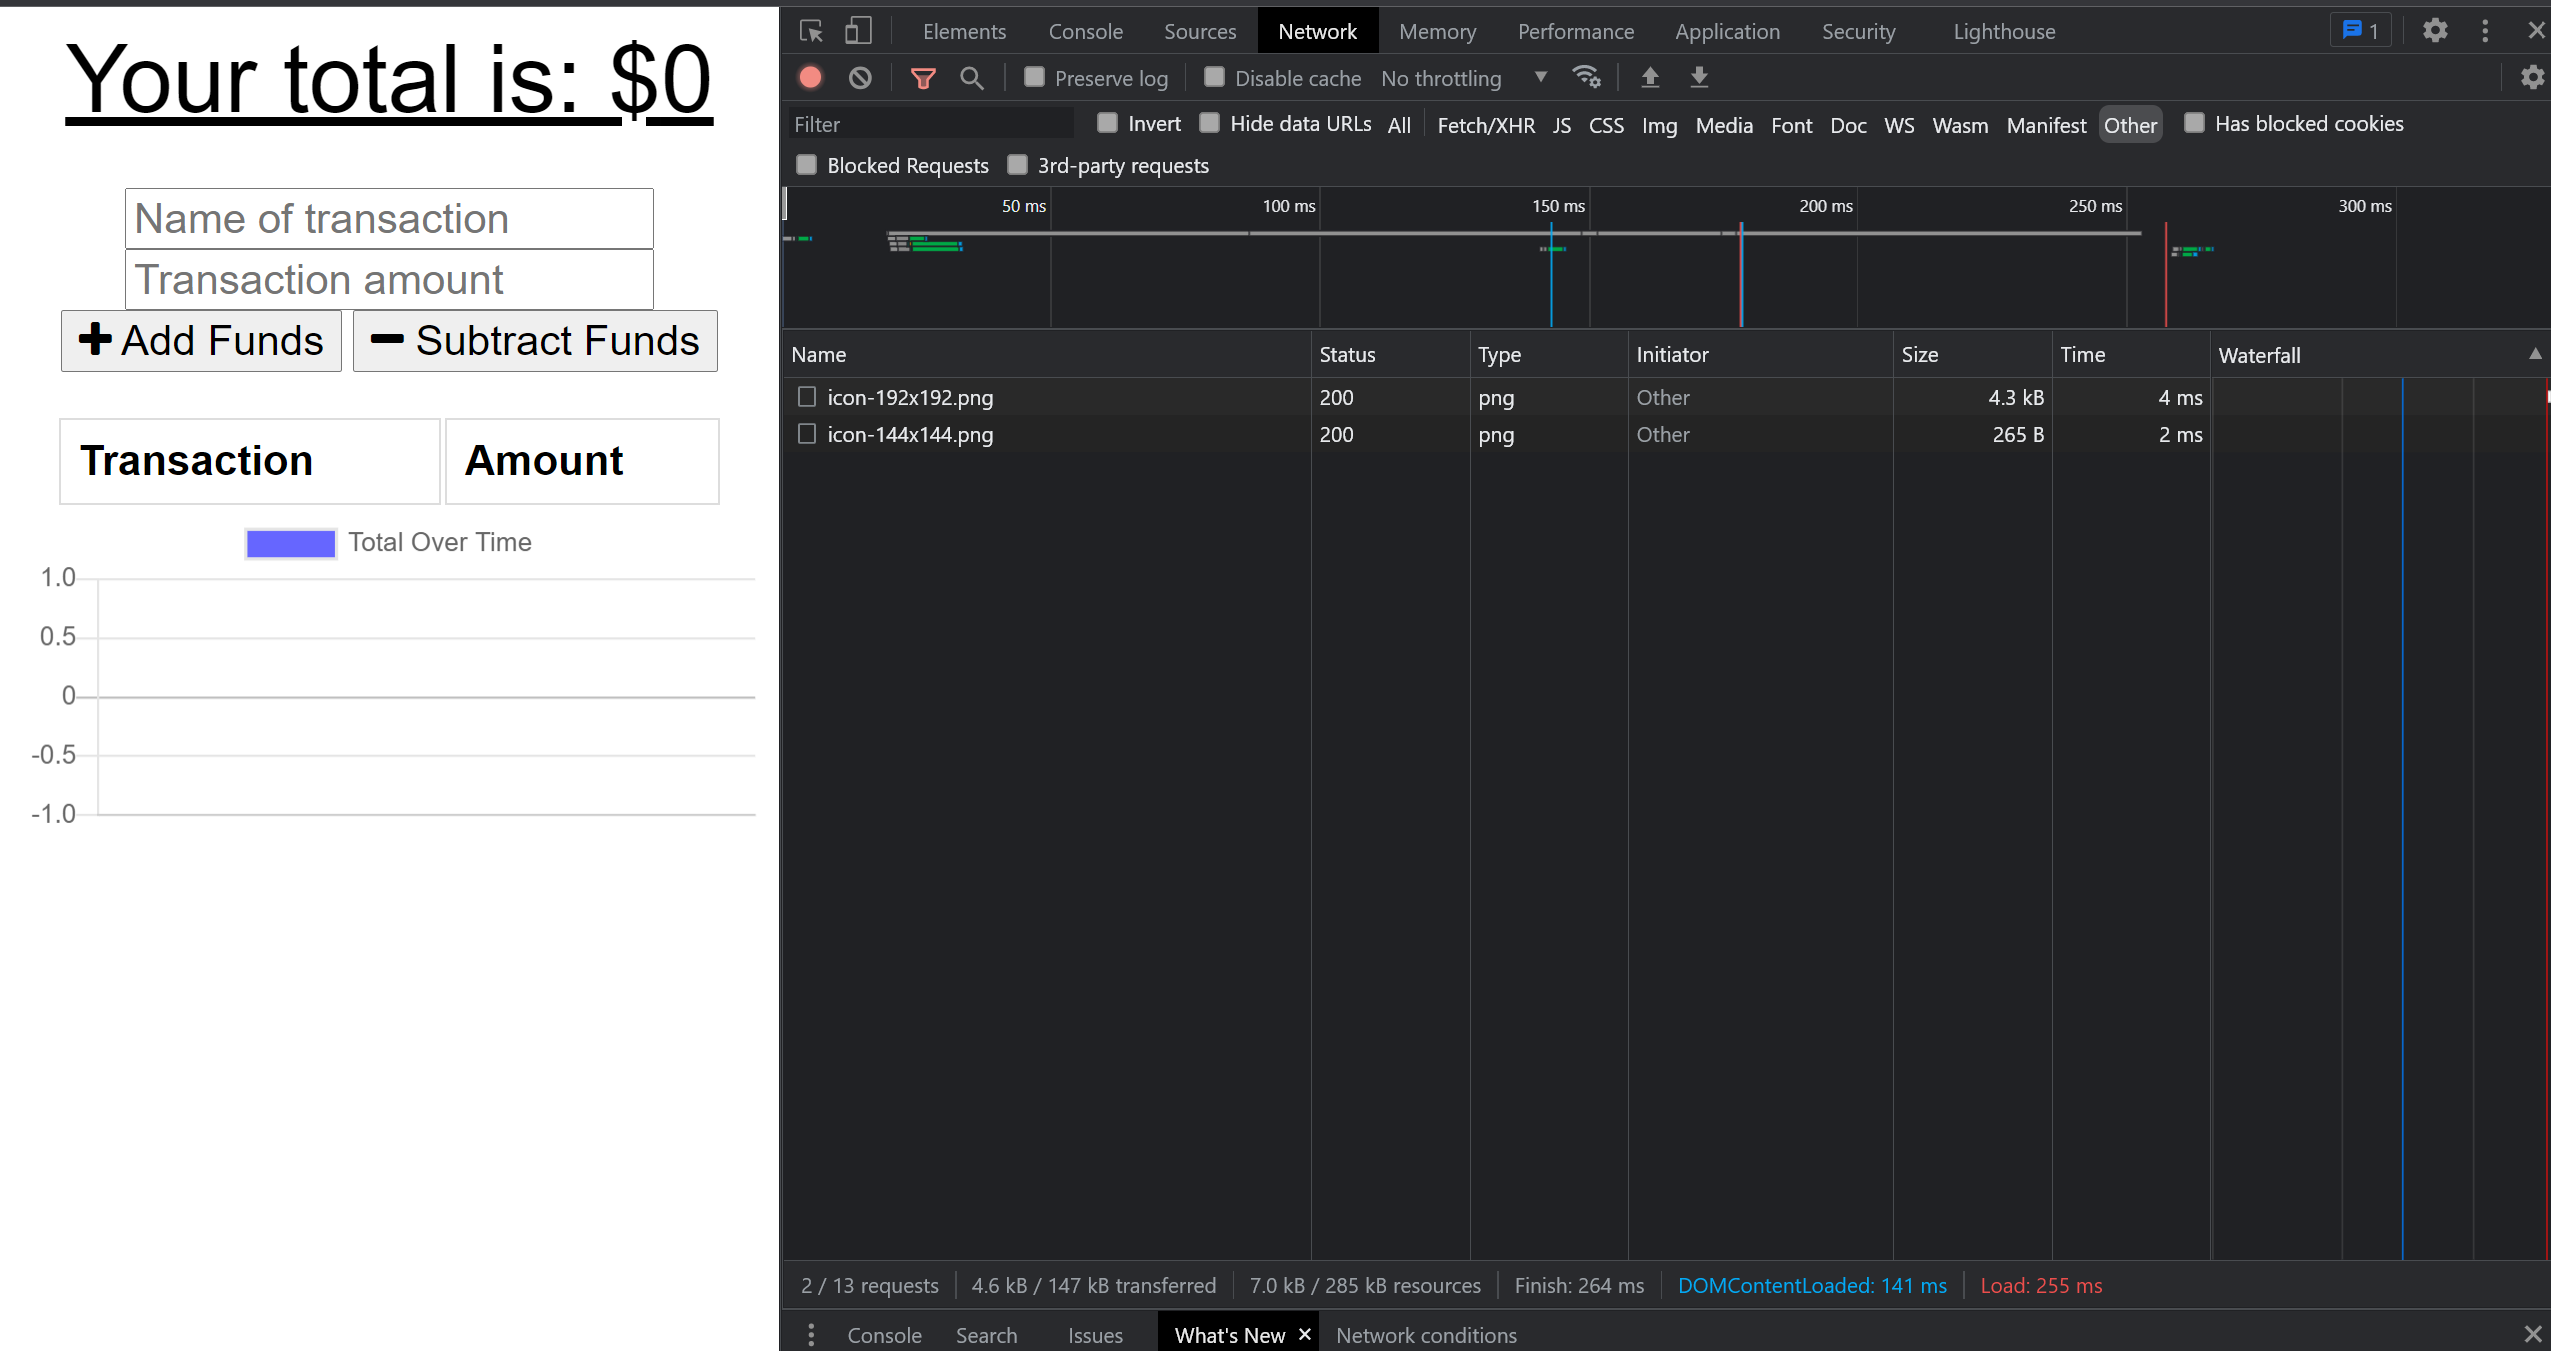 Your total is: $0
Name of transaction
Transaction amount
Add Funds Subtract Funds
Transaction Amount
Total Over Time
1.0
0.5
0
-0.5
-1.0
Elements Console Sources Network Memory Performance Application Security Lighthouse 1
Preserve log Disable cache No throttling
Filter Invert Hide data URLs All Fetch/XHR JS CSS Img Media Font Doc WS Wasm Manifest Other Has blocked cookies
Blocked Requests 3rd-party requests
50 ms 100 ms 150 ms 200 ms 250 ms 300 ms
Name Status Type Initiator Size Time Waterfall
icon-192x192.png 200 png Other 4.3 kB 4 ms
icon-144x144.png 200 png Other 265 B 2 ms
2 / 13 requests 4.6 kB / 147 kB transferred 7.0 kB / 285 kB resources Finish: 264 ms DOMContentLoaded: 141 ms Load: 255 ms
Console Search Issues What's New Network conditions